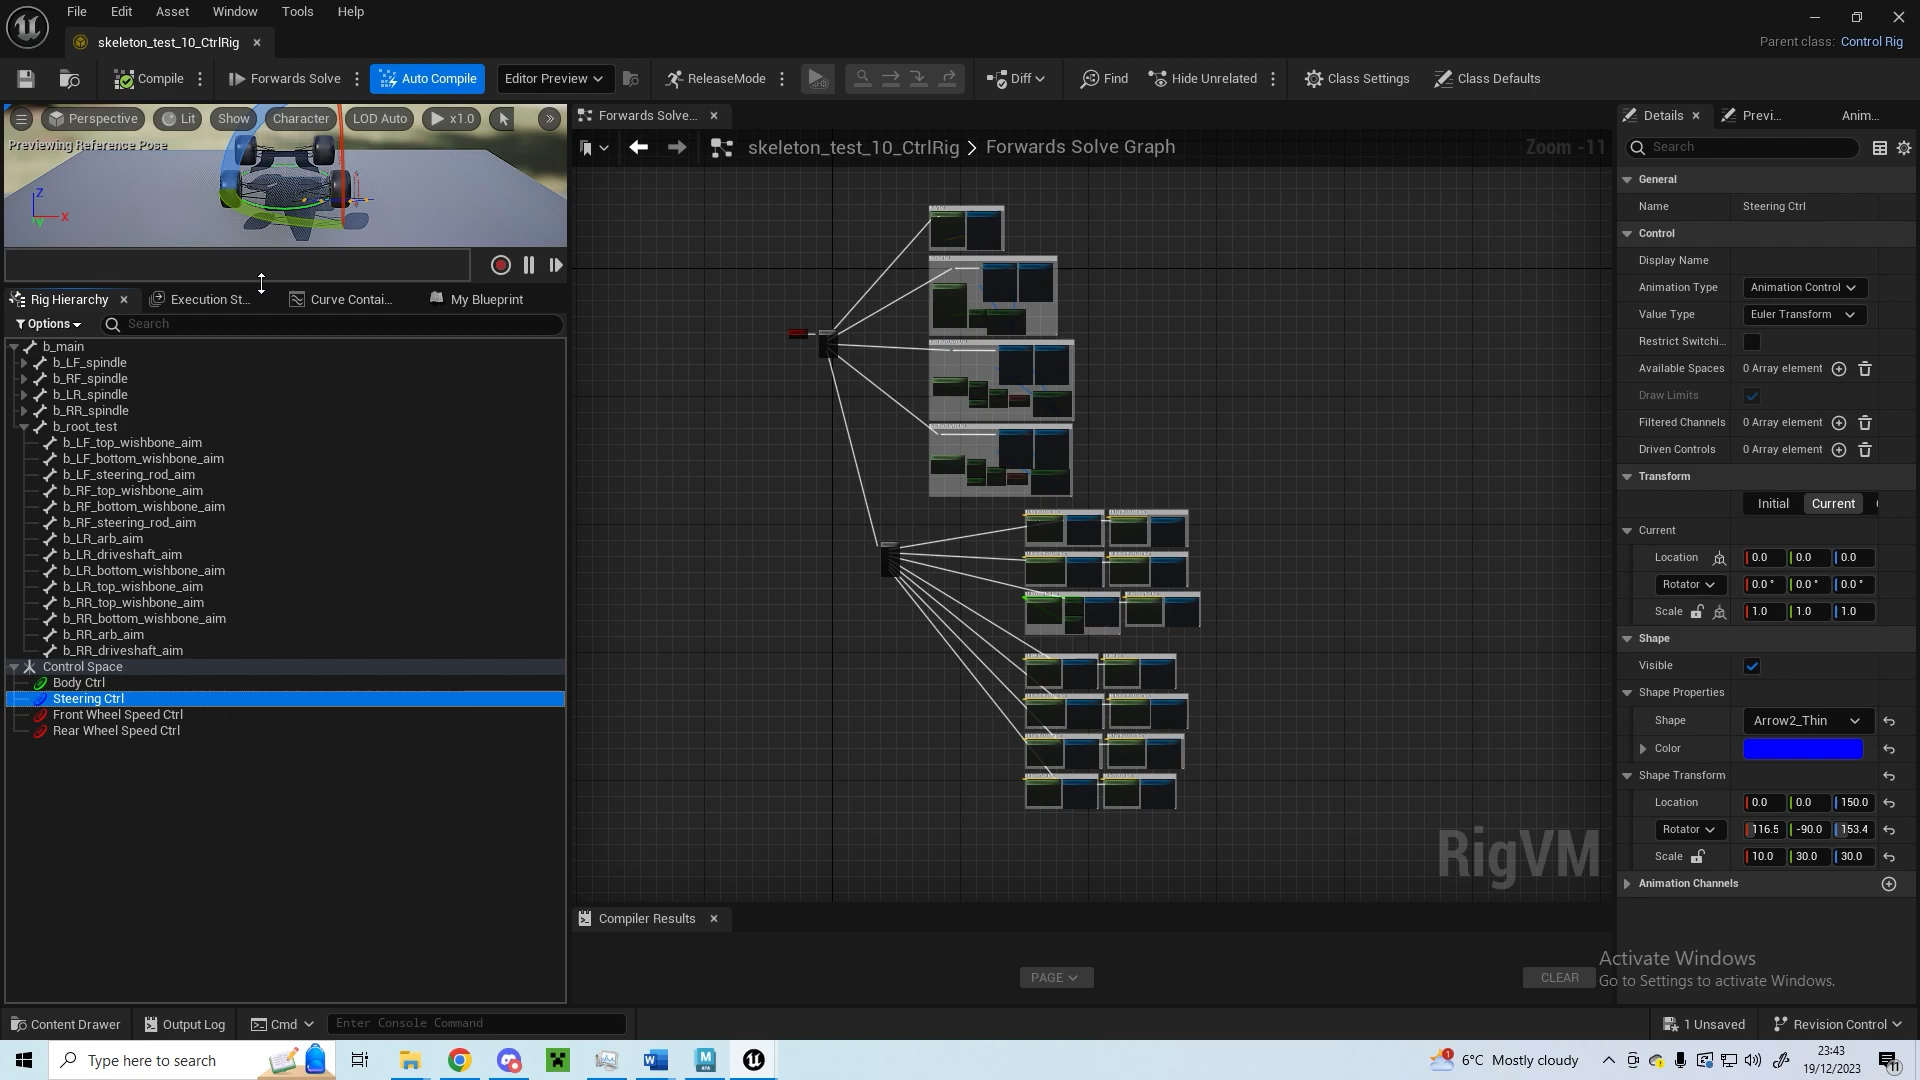 File Edit Asset Window Tools Help
skeleton_test_10_CtrlRig
Parent class: Control Rig
Compile Forwards Solve Auto Compile Editor Preview ReleaseMode Diff Find Hide Unrelated Class Settings Class Defaults
Perspective Lit Show Character LOD Auto x1.0
Previewing Reference Pose
Z
X
Y
Rig Hierarchy Execution St... Curve Contai... My Blueprint
Options Search
b_main
b_LF_spindle
b_RF_spindle
b_LR_spindle
b_RR_spindle
b_root_test
b_LF_top_wishbone_aim
b_LF_bottom_wishbone_aim
b_LF_steering_rod_aim
b_RF_top_wishbone_aim
b_RF_bottom_wishbone_aim
b_RF_steering_rod_aim
b_LR_arb_aim
b_LR_driveshaft_aim
b_LR_bottom_wishbone_aim
b_LR_top_wishbone_aim
b_RR_top_wishbone_aim
b_RR_bottom_wishbone_aim
b_RR_arb_aim
b_RR_driveshaft_aim
Control Space
Body Ctrl
Steering Ctrl
Front Wheel Speed Ctrl
Rear Wheel Speed Ctrl
Forwards Solve...
skeleton_test_10_CtrlRig > Forwards Solve Graph
Zoom -11
RigVM
Compiler Results
PAGE
CLEAR
Details Previ... Anim...
Search
General
Name Steering Ctrl
Control
Display Name
Animation Type Animation Control
Value Type Euler Transform
Restrict Switchi...
Available Spaces 0 Array element
Draw Limits
Filtered Channels 0 Array element
Driven Controls 0 Array element
Transform
Initial Current
Current
Location 0.0 0.0 0.0
Rotator 0.0 ° 0.0 ° 0.0 °
Scale 1.0 1.0 1.0
Shape
Visible
Shape Properties
Shape Arrow2_Thin
Color
Shape Transform
Location 0.0 0.0 150.0
Rotator 116.5 -90.0 153.4
Scale 10.0 30.0 30.0
Animation Channels
Activate Windows
Go to Settings to activate Windows.
Content Drawer Output Log Cmd Enter Console Command
1 Unsaved Revision Control
Type here to search
6°C Mostly cloudy
23:43
19/12/2023